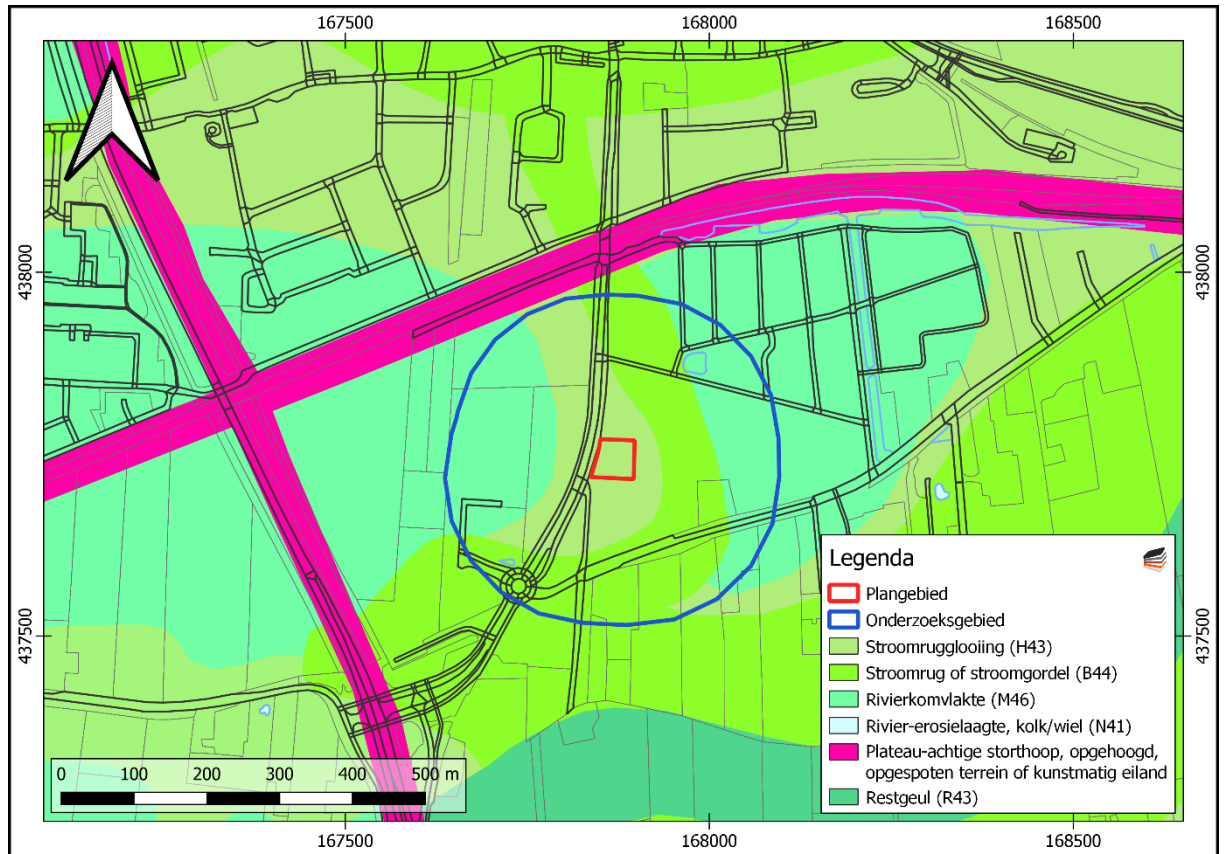 167500 168000 168500
438000 438000
437500 437500
Legenda
Plangebied
Onderzoeksgebied
Stroomrugglooiing (H43)
Stroomrug of stroomgordel (B44)
Rivierkomvlakte (M46)
Rivier-erosielaagte, kolk/wiel (N41)
Plateau-achtige storthoop, opgehoogd,
opgespoten terrein of kunstmatig eiland
Restgeul (R43)
0 100 200 300 400 500 m
167500 168000 168500